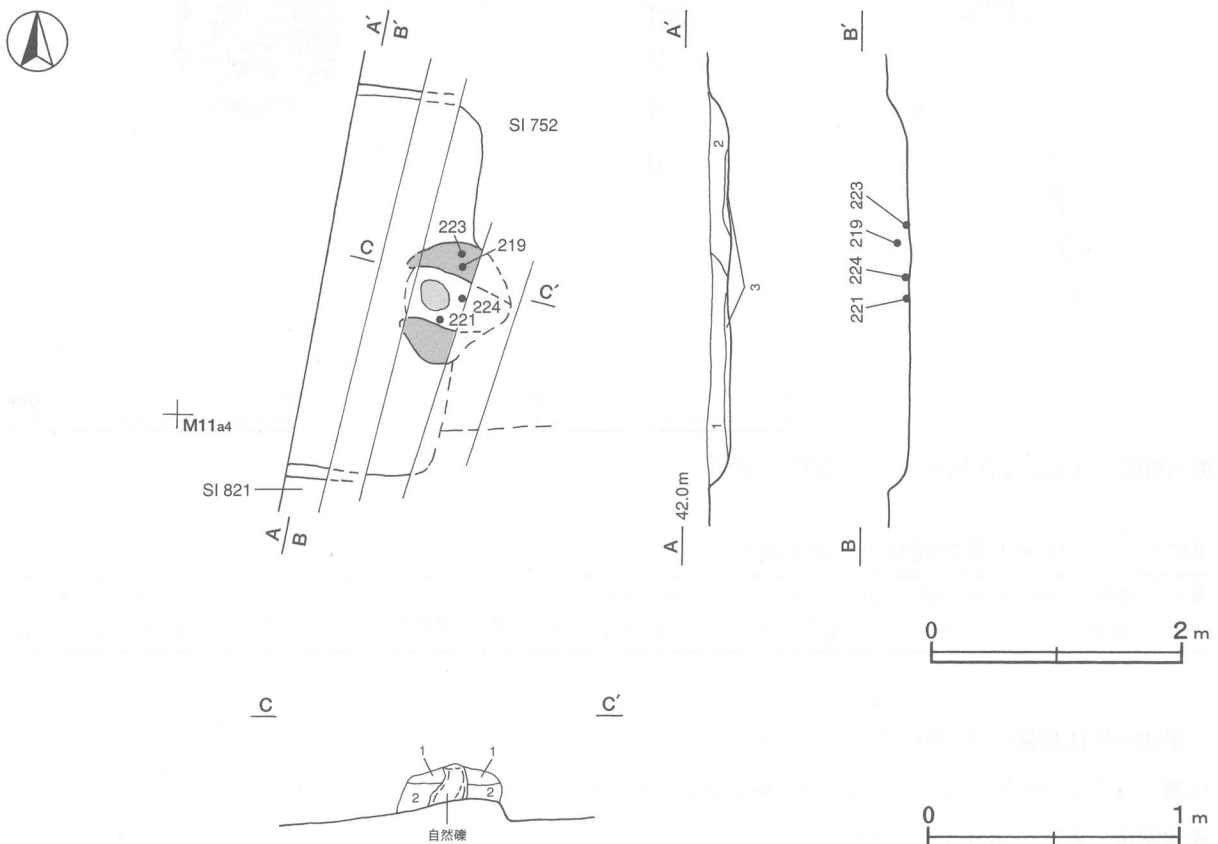 A′
B′
SI 752
223
219
C
C′
224
221
M11a4
SI 821
A
B
A′
2
3
1
42.0m
A
B′
223
219
224
221
B
0 2 m
C C′
1 1
2 2
自然礫
0 1 m